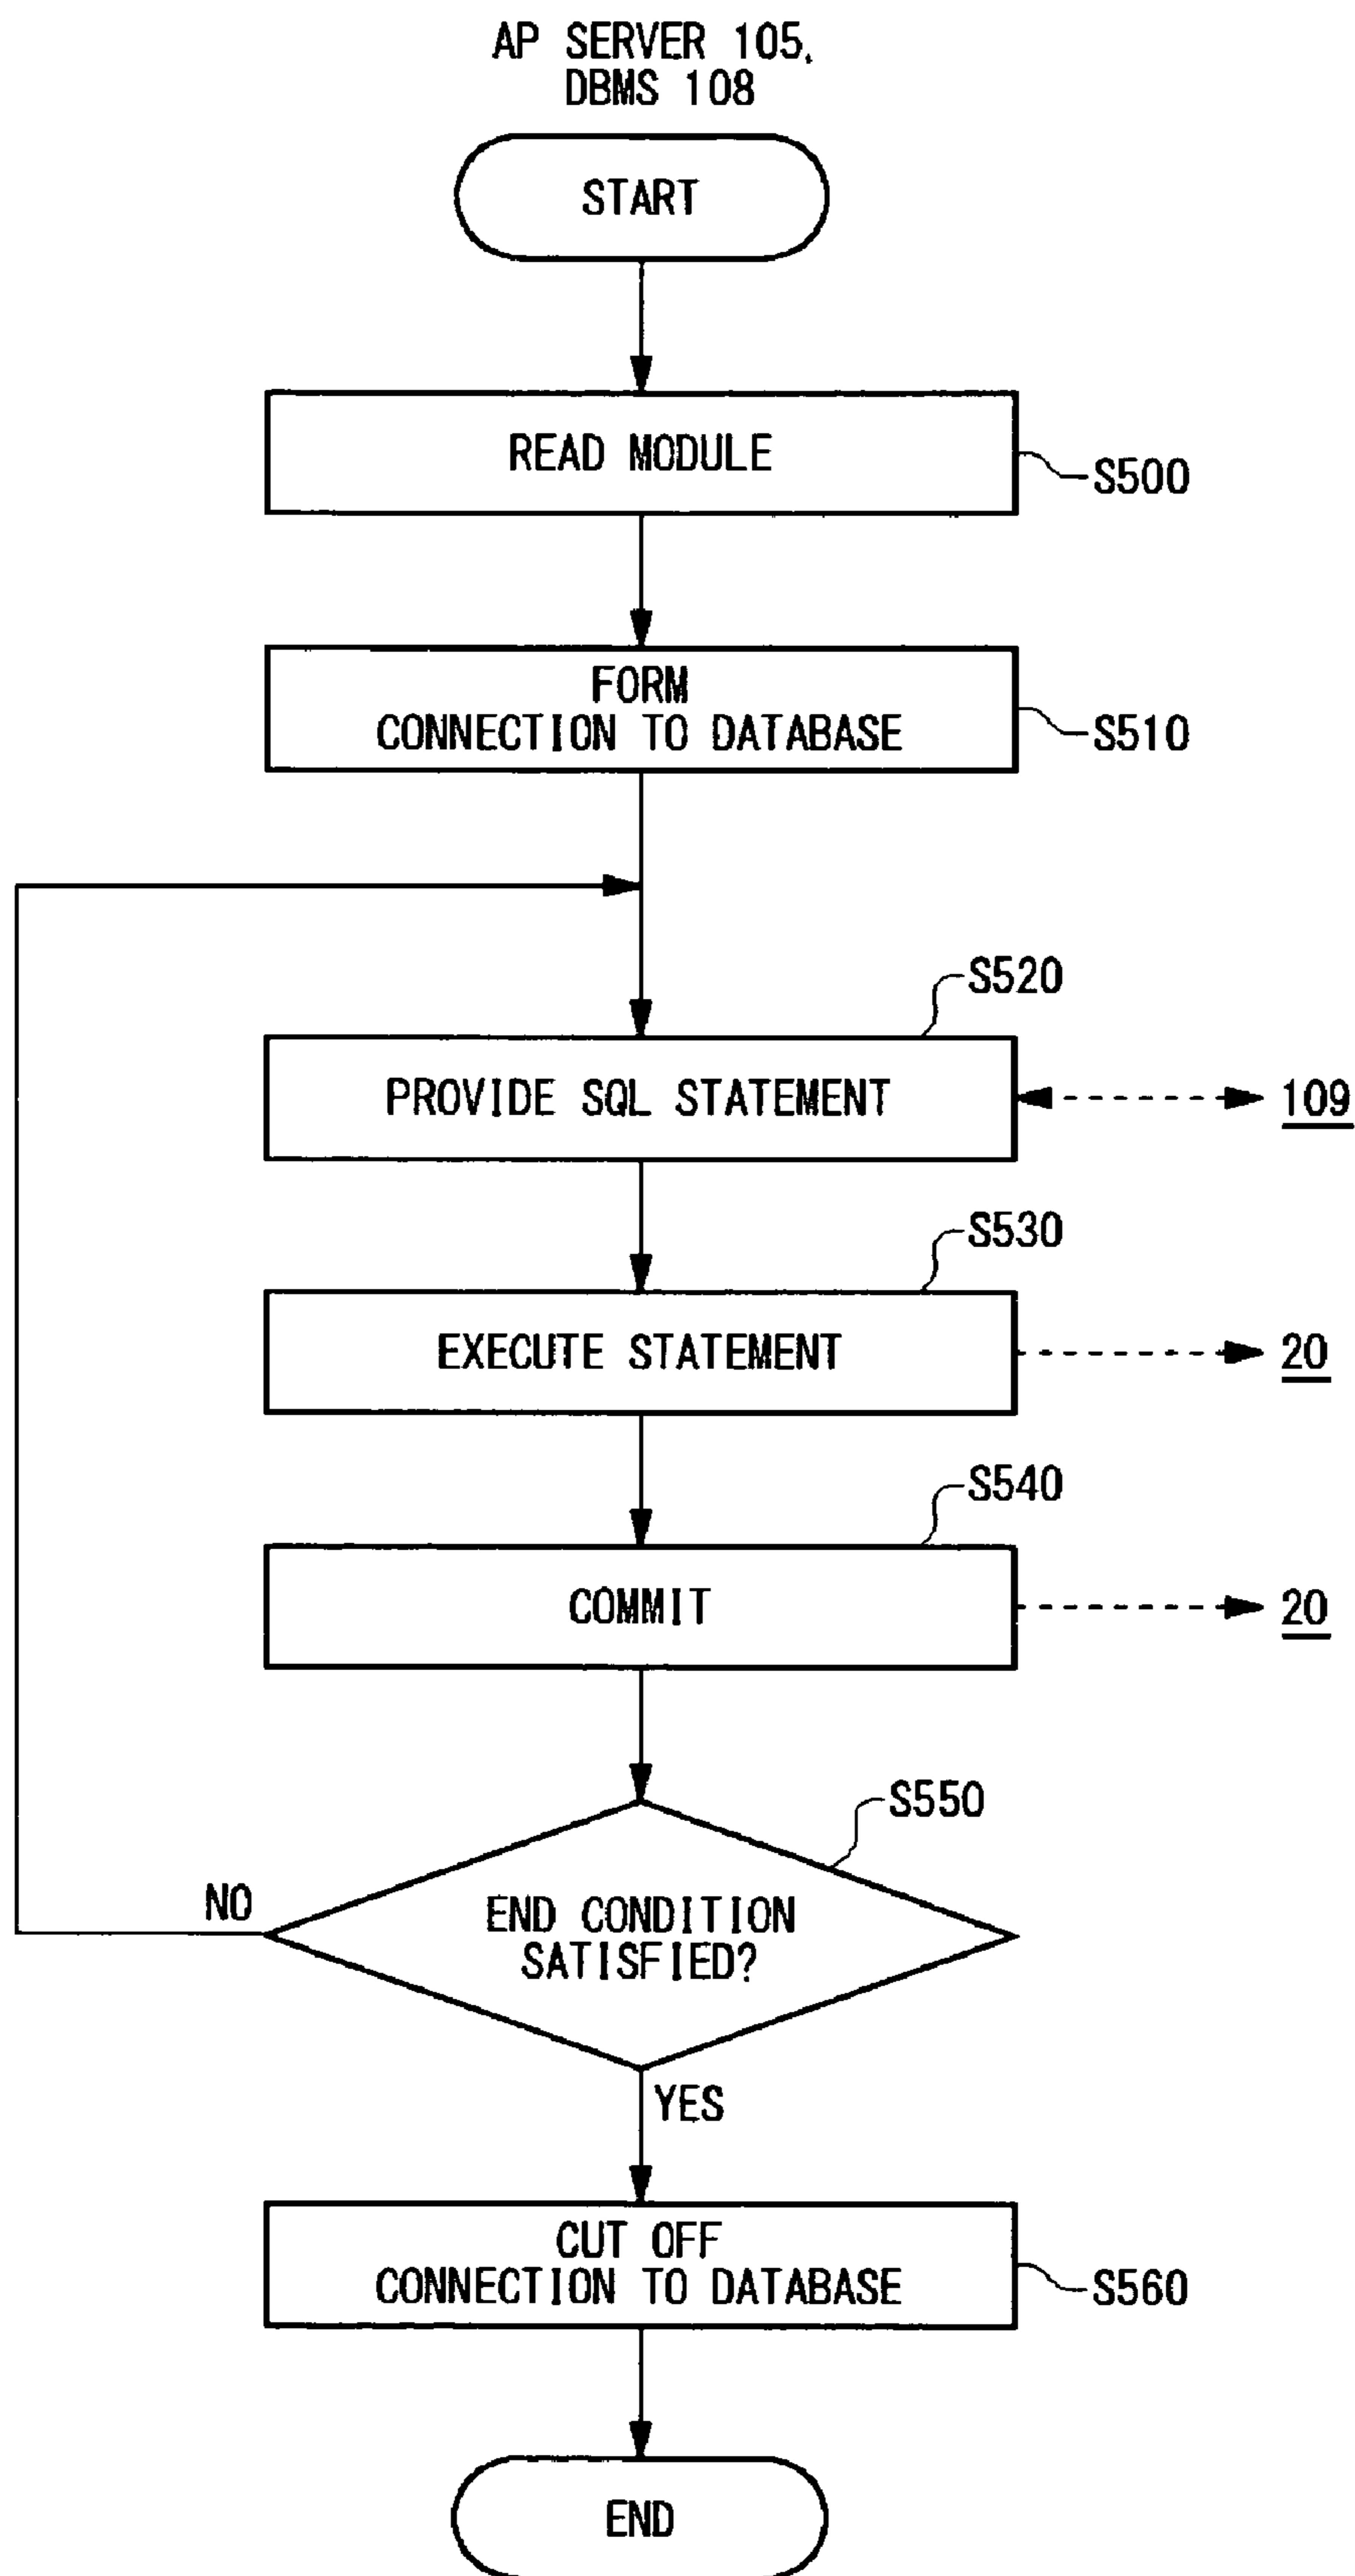 AP SERVER 105,
DBMS 108
START
READ MODULE
S500
FORM
CONNECTION TO DATABASE
S510
S520
PROVIDE SQL STATEMENT
109
S530
EXECUTE STATEMENT
20
S540
COMMIT
20
S550
NO
END CONDITION
SATISFIED?
YES
CUT OFF
CONNECTION TO DATABASE
S560
END